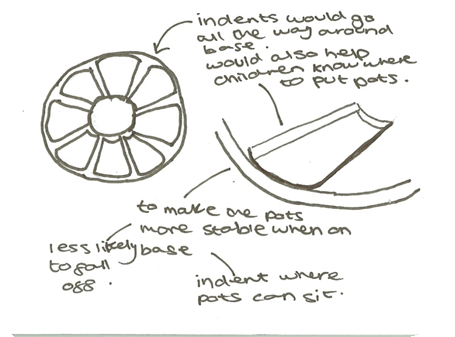 indents would go
all the way around
base.
would also help
children know where
to put pots.
to make the pots
more stable when on
base
less likely
to fall
off.
indent where
pots can sit.